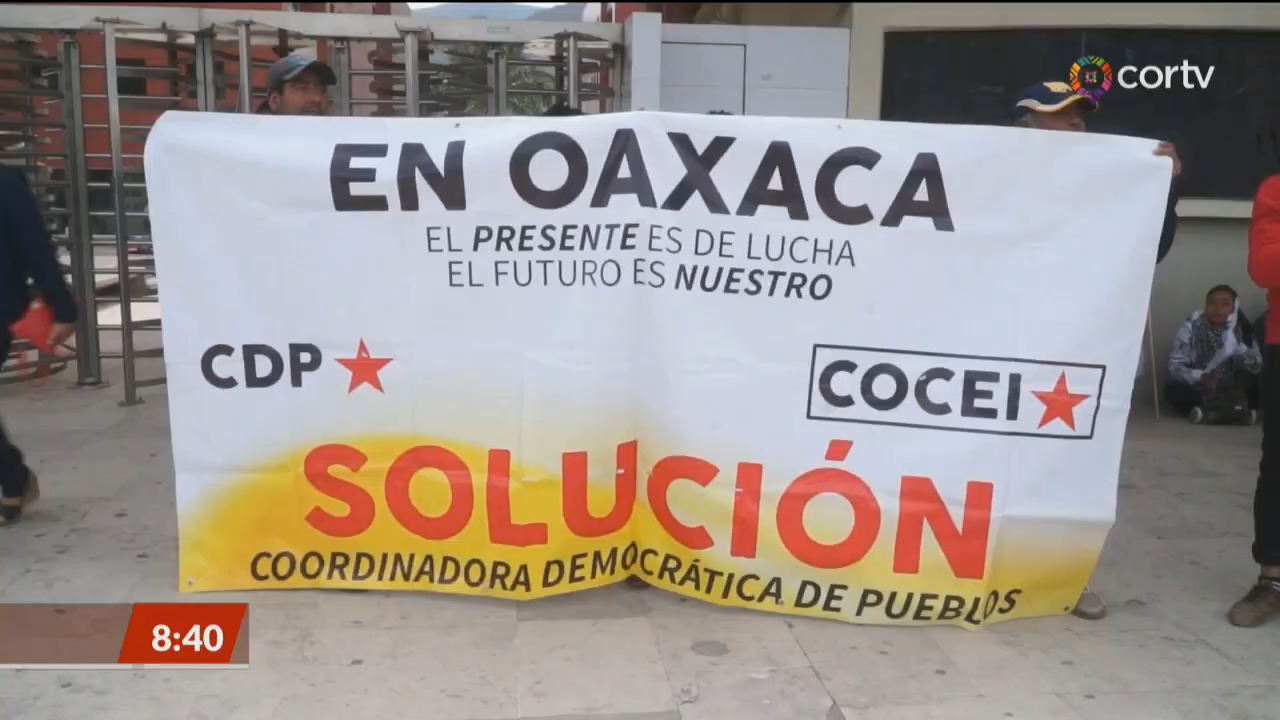 cortv
EN OAXACA
EL PRESENTE ES DE LUCHA
EL FUTURO ES NUESTRO
CDP
COCEI
SOLUCIÓN
COORDINADORA DEMOCRÁTICA DE PUEBLOS
8:40